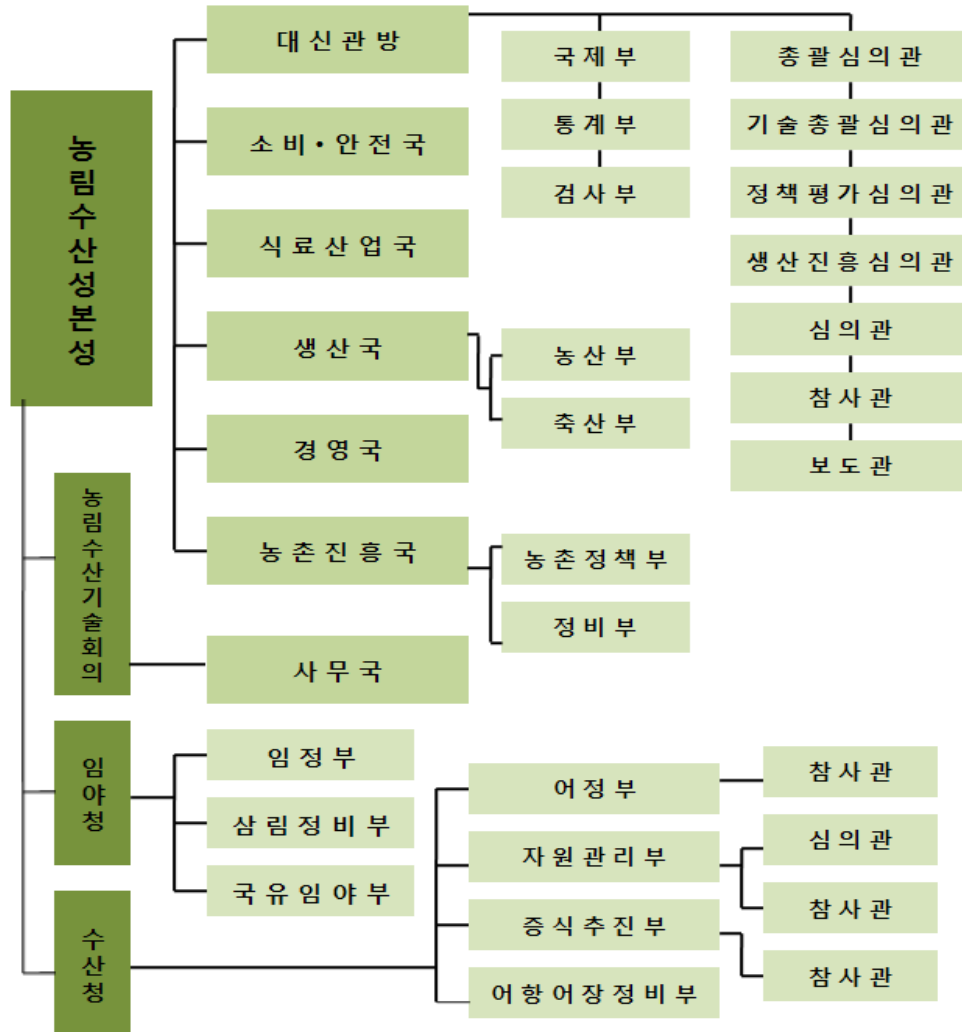 농림수산성본성
대신관방
국제부
통계부
검사부
총괄심의관
기술총괄심의관
정책평가심의관
생산진흥심의관
심의관
참사관
보도관
소비•안전국
식료산업국
생산국
농산부
축산부
경영국
농촌진흥국
농촌정책부
정비부
농림수산기술회의
사무국
임야청
임정부
삼림정비부
국유임야부
수산청
어정부
참사관
자원관리부
심의관
참사관
증식추진부
참사관
어항어장정비부